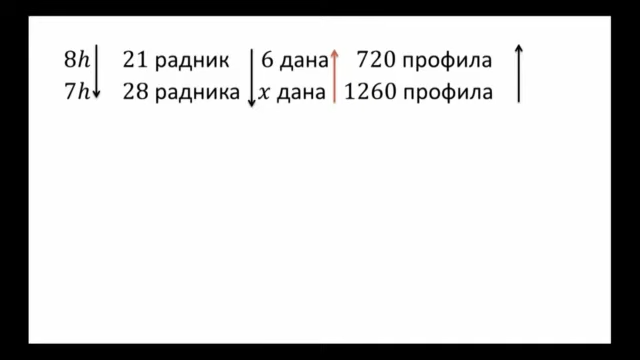 8h 21 радник 6 дана 720 профила
7h 28 радника x дана 1260 профила